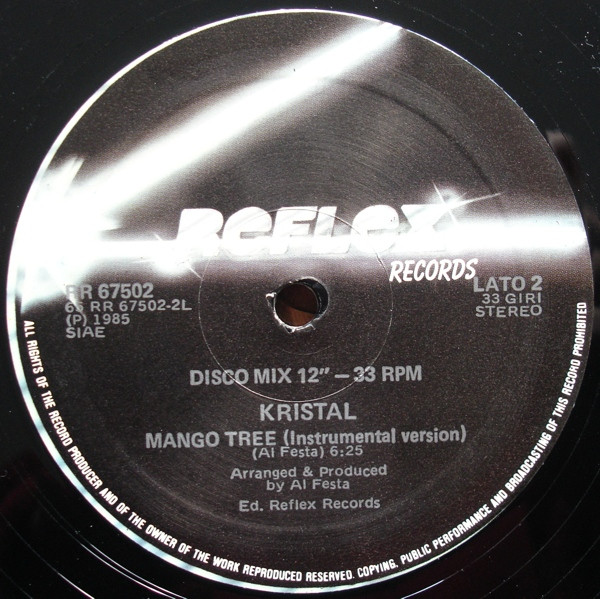 REFLEX
RECORDS
RR 67502
65 RR 67502-2L
(P) 1985
SIAE
LATO 2
33 GIRI
STEREO
DISCO MIX 12" — 33 RPM
KRISTAL
MANGO TREE (Instrumental version)
(Al Festa) 6:25
Arranged & Produced
by Al Festa
Ed. Reflex Records
ALL RIGHTS OF THE RECORD PRODUCER AND OF THE OWNER OF THE WORK REPRODUCED RESERVED. COPYING, PUBLIC PERFORMANCE AND BROADCASTING OF THIS RECORD PROHIBITED